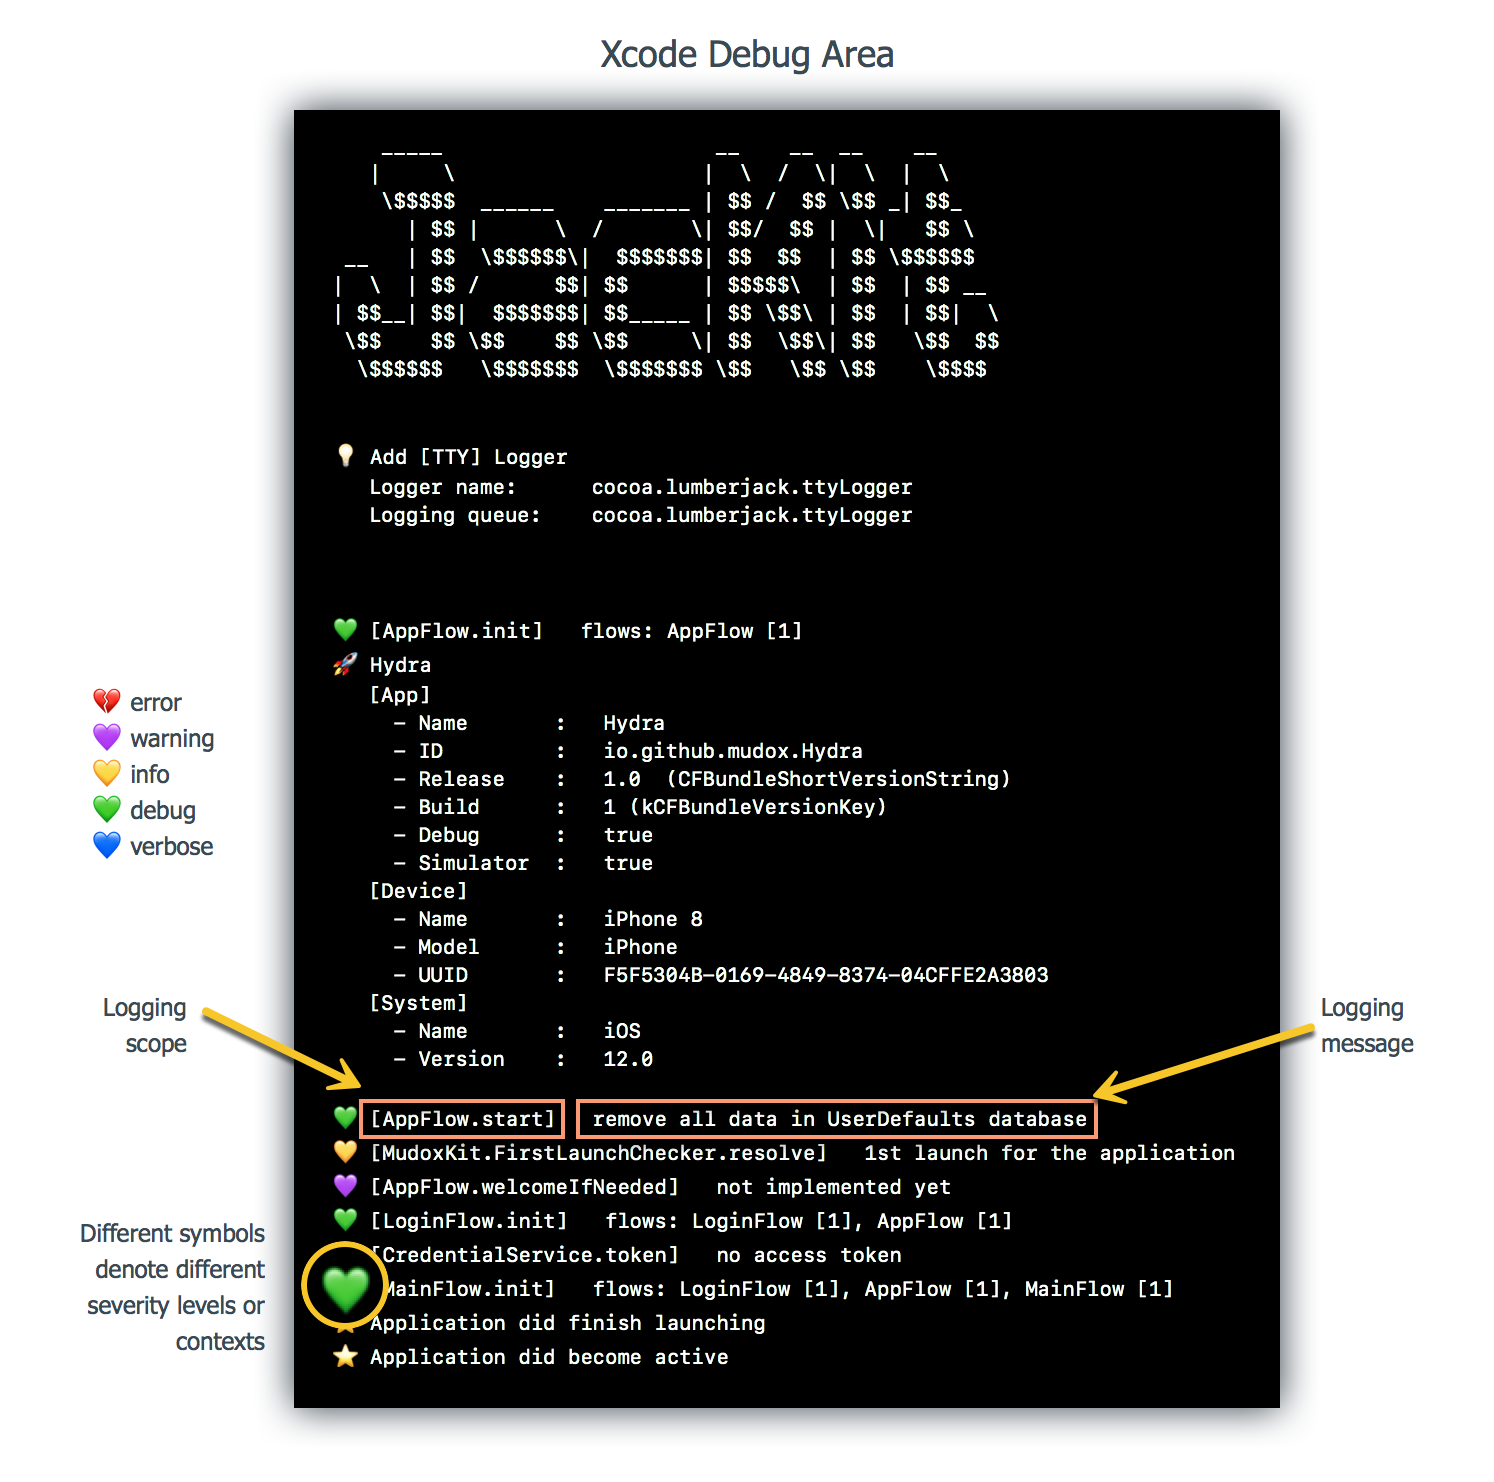 Xcode Debug Area
     _____                      __    __  __    __
    |     \                    |  \  /  \|  \  |  \
     \$$$$$  ______    _______ | $$ /  $$ \$$ _| $$_
       | $$ |      \  /       \| $$/  $$ |  \|   $$ \
  __   | $$  \$$$$$$\|  $$$$$$$| $$  $$  | $$ \$$$$$$
 |  \  | $$ /      $$| $$      | $$$$$\  | $$  | $$ __
 | $$__| $$|  $$$$$$$| $$_____ | $$ \$$\ | $$  | $$|  \
  \$$    $$ \$$    $$ \$$     \| $$  \$$\| $$   \$$  $$
   \$$$$$$   \$$$$$$$  \$$$$$$$ \$$   \$$ \$$    \$$$$
💡 Add [TTY] Logger
Logger name: cocoa.lumberjack.ttyLogger
Logging queue: cocoa.lumberjack.ttyLogger
💚 [AppFlow.init] flows: AppFlow [1]
🚀 Hydra
[App]
– Name : Hydra
– ID : io.github.mudox.Hydra
– Release : 1.0 (CFBundleShortVersionString)
– Build : 1 (kCFBundleVersionKey)
– Debug : true
– Simulator : true
[Device]
– Name : iPhone 8
– Model : iPhone
– UUID : F5F5304B-0169-4849-8374-04CFFE2A3803
[System]
– Name : iOS
– Version : 12.0
💚 [AppFlow.start] remove all data in UserDefaults database
💛 [MudoxKit.FirstLaunchChecker.resolve] 1st launch for the application
💜 [AppFlow.welcomeIfNeeded] not implemented yet
💚 [LoginFlow.init] flows: LoginFlow [1], AppFlow [1]
[CredentialService.token] no access token
💚 MainFlow.init] flows: LoginFlow [1], AppFlow [1], MainFlow [1]
⭐ Application did finish launching
⭐ Application did become active
💔 error
💜 warning
💛 info
💚 debug
💙 verbose
Logging
scope
Logging
message
Different symbols
denote different
severity levels or
contexts